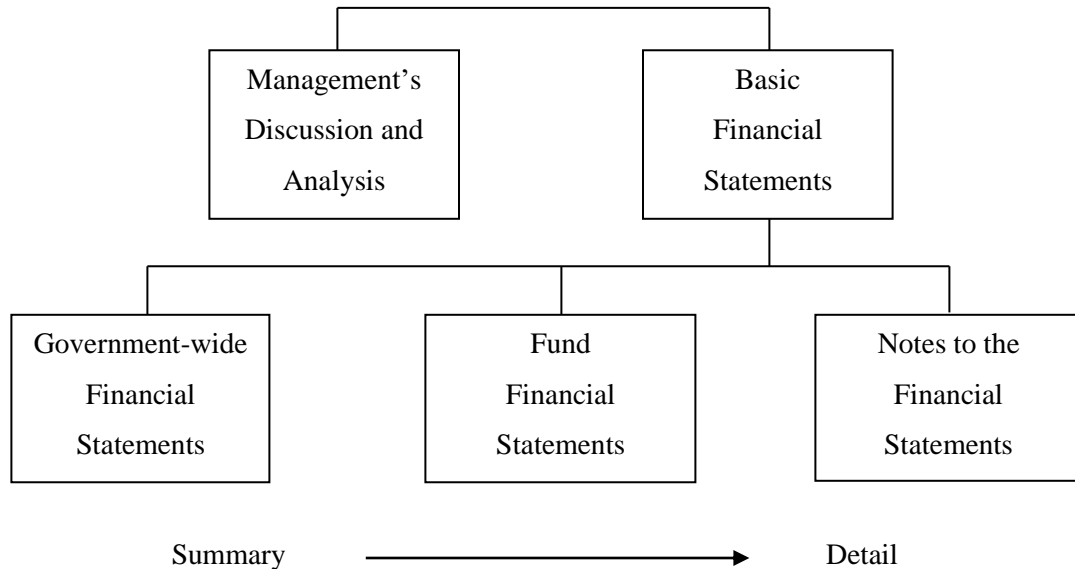 Management’s
Discussion and
Analysis
Basic
Financial
Statements
Government-wide
Financial
Statements
Fund
Financial
Statements
Notes to the
Financial
Statements
Summary
Detail